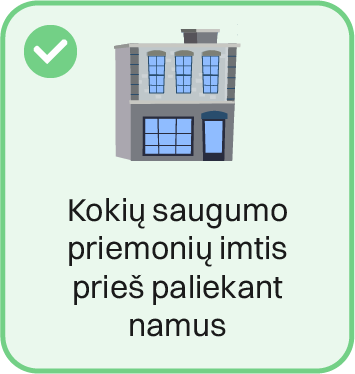 Kokių saugumo
priemonių imtis
prieš paliekant
namus